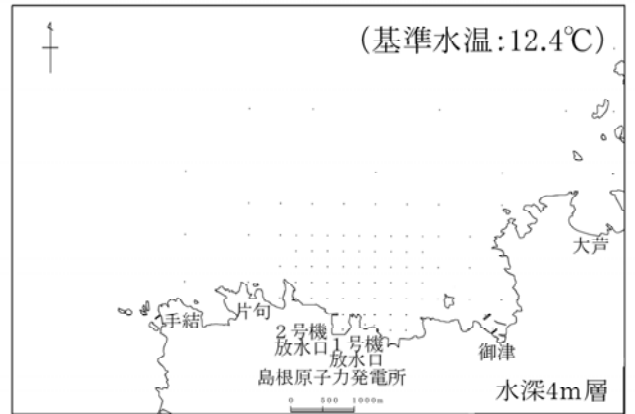 (基準水温:12.4℃)
大芦
手結
片句
2号機
放水口
1号機
放水口
御津
島根原子力発電所
水深4m層
0 500 1000m